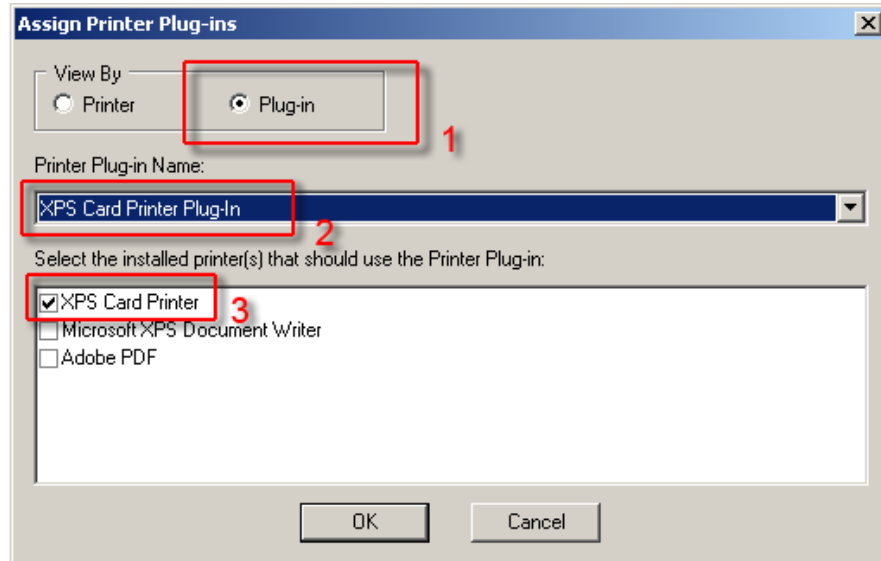 Assign Printer Plug-ins
View By
Printer Plug-in
1
Printer Plug-in Name:
XPS Card Printer Plug-In
2
Select the installed printer(s) that should use the Printer Plug-in:
XPS Card Printer
3
Microsoft XPS Document Writer
Adobe PDF
OK Cancel